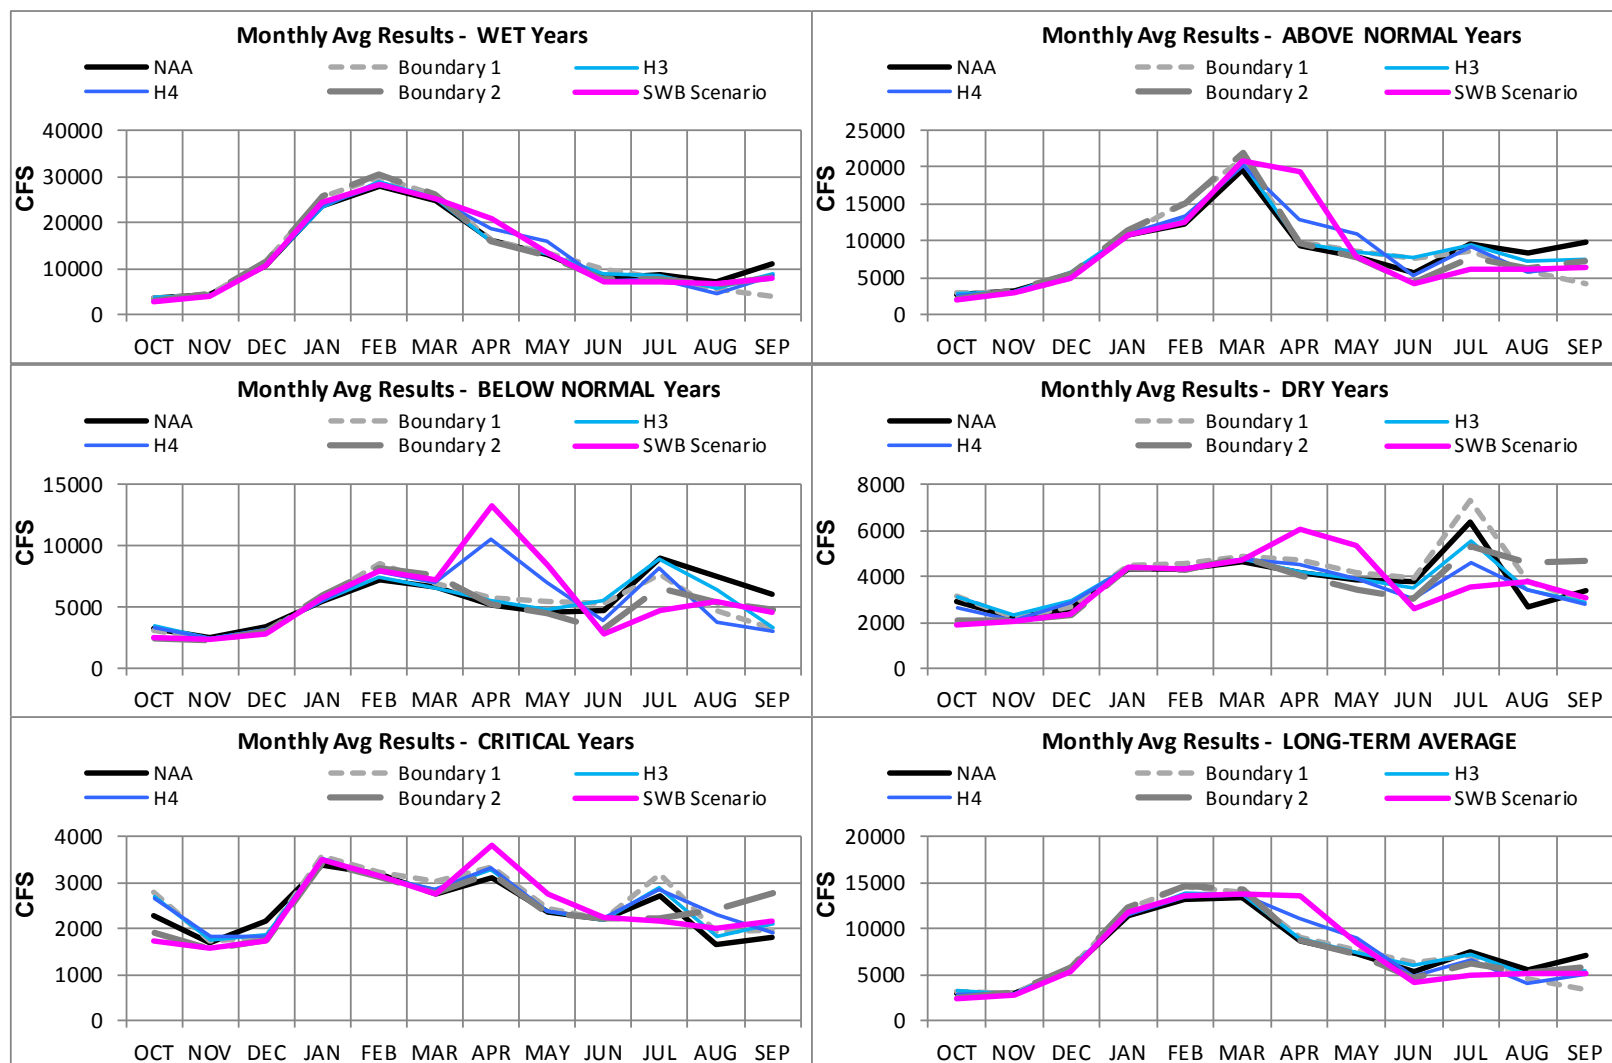 Monthly Avg Results - WET Years
NAA Boundary 1 H3
H4 Boundary 2 SWB Scenario
CFS
40000
30000
20000
10000
0
OCT NOV DEC JAN FEB MAR APR MAY JUN JUL AUG SEP
Monthly Avg Results - ABOVE NORMAL Years
NAA Boundary 1 H3
H4 Boundary 2 SWB Scenario
CFS
25000
20000
15000
10000
5000
0
OCT NOV DEC JAN FEB MAR APR MAY JUN JUL AUG SEP
Monthly Avg Results - BELOW NORMAL Years
NAA Boundary 1 H3
H4 Boundary 2 SWB Scenario
CFS
15000
10000
5000
0
OCT NOV DEC JAN FEB MAR APR MAY JUN JUL AUG SEP
Monthly Avg Results - DRY Years
NAA Boundary 1 H3
H4 Boundary 2 SWB Scenario
CFS
8000
6000
4000
2000
0
OCT NOV DEC JAN FEB MAR APR MAY JUN JUL AUG SEP
Monthly Avg Results - CRITICAL Years
NAA Boundary 1 H3
H4 Boundary 2 SWB Scenario
CFS
4000
3000
2000
1000
0
OCT NOV DEC JAN FEB MAR APR MAY JUN JUL AUG SEP
Monthly Avg Results - LONG-TERM AVERAGE
NAA Boundary 1 H3
H4 Boundary 2 SWB Scenario
CFS
20000
15000
10000
5000
0
OCT NOV DEC JAN FEB MAR APR MAY JUN JUL AUG SEP